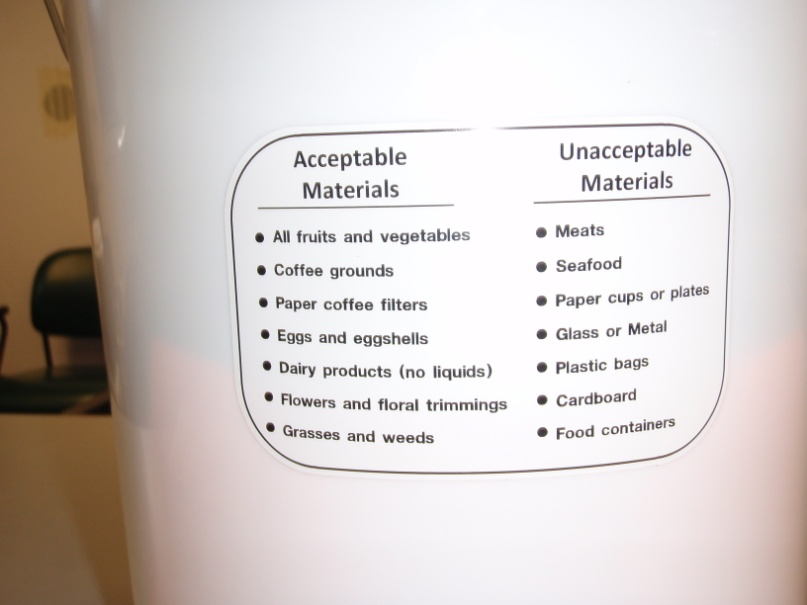 Acceptable
Materials
• All fruits and vegetables
• Coffee grounds
• Paper coffee filters
• Eggs and eggshells
• Dairy products (no liquids)
• Flowers and floral trimmings
• Grasses and weeds
Unacceptable
Materials
• Meats
• Seafood
• Paper cups or plates
• Glass or Metal
• Plastic bags
• Cardboard
• Food containers